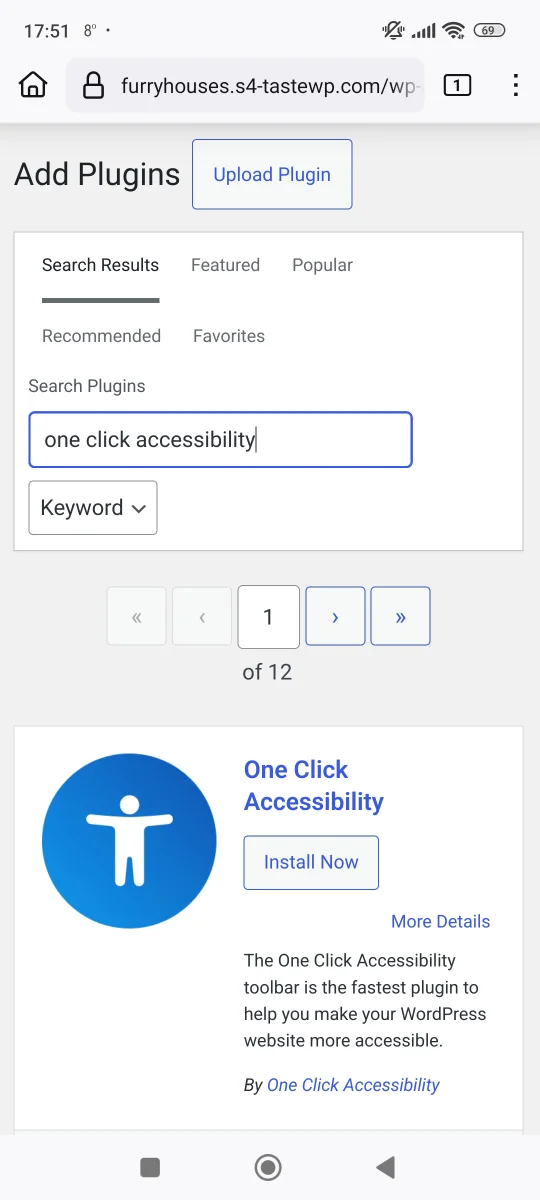 17:51 8° · 69
furryhouses.s4-tastewp.com/wp-
1
Add Plugins
Upload Plugin
Search Results Featured Popular
Recommended Favorites
Search Plugins
one click accessibility
Keyword
« ‹ 1 › »
of 12
One Click
Accessibility
Install Now
More Details
The One Click Accessibility
toolbar is the fastest plugin to
help you make your WordPress
website more accessible.
By One Click Accessibility